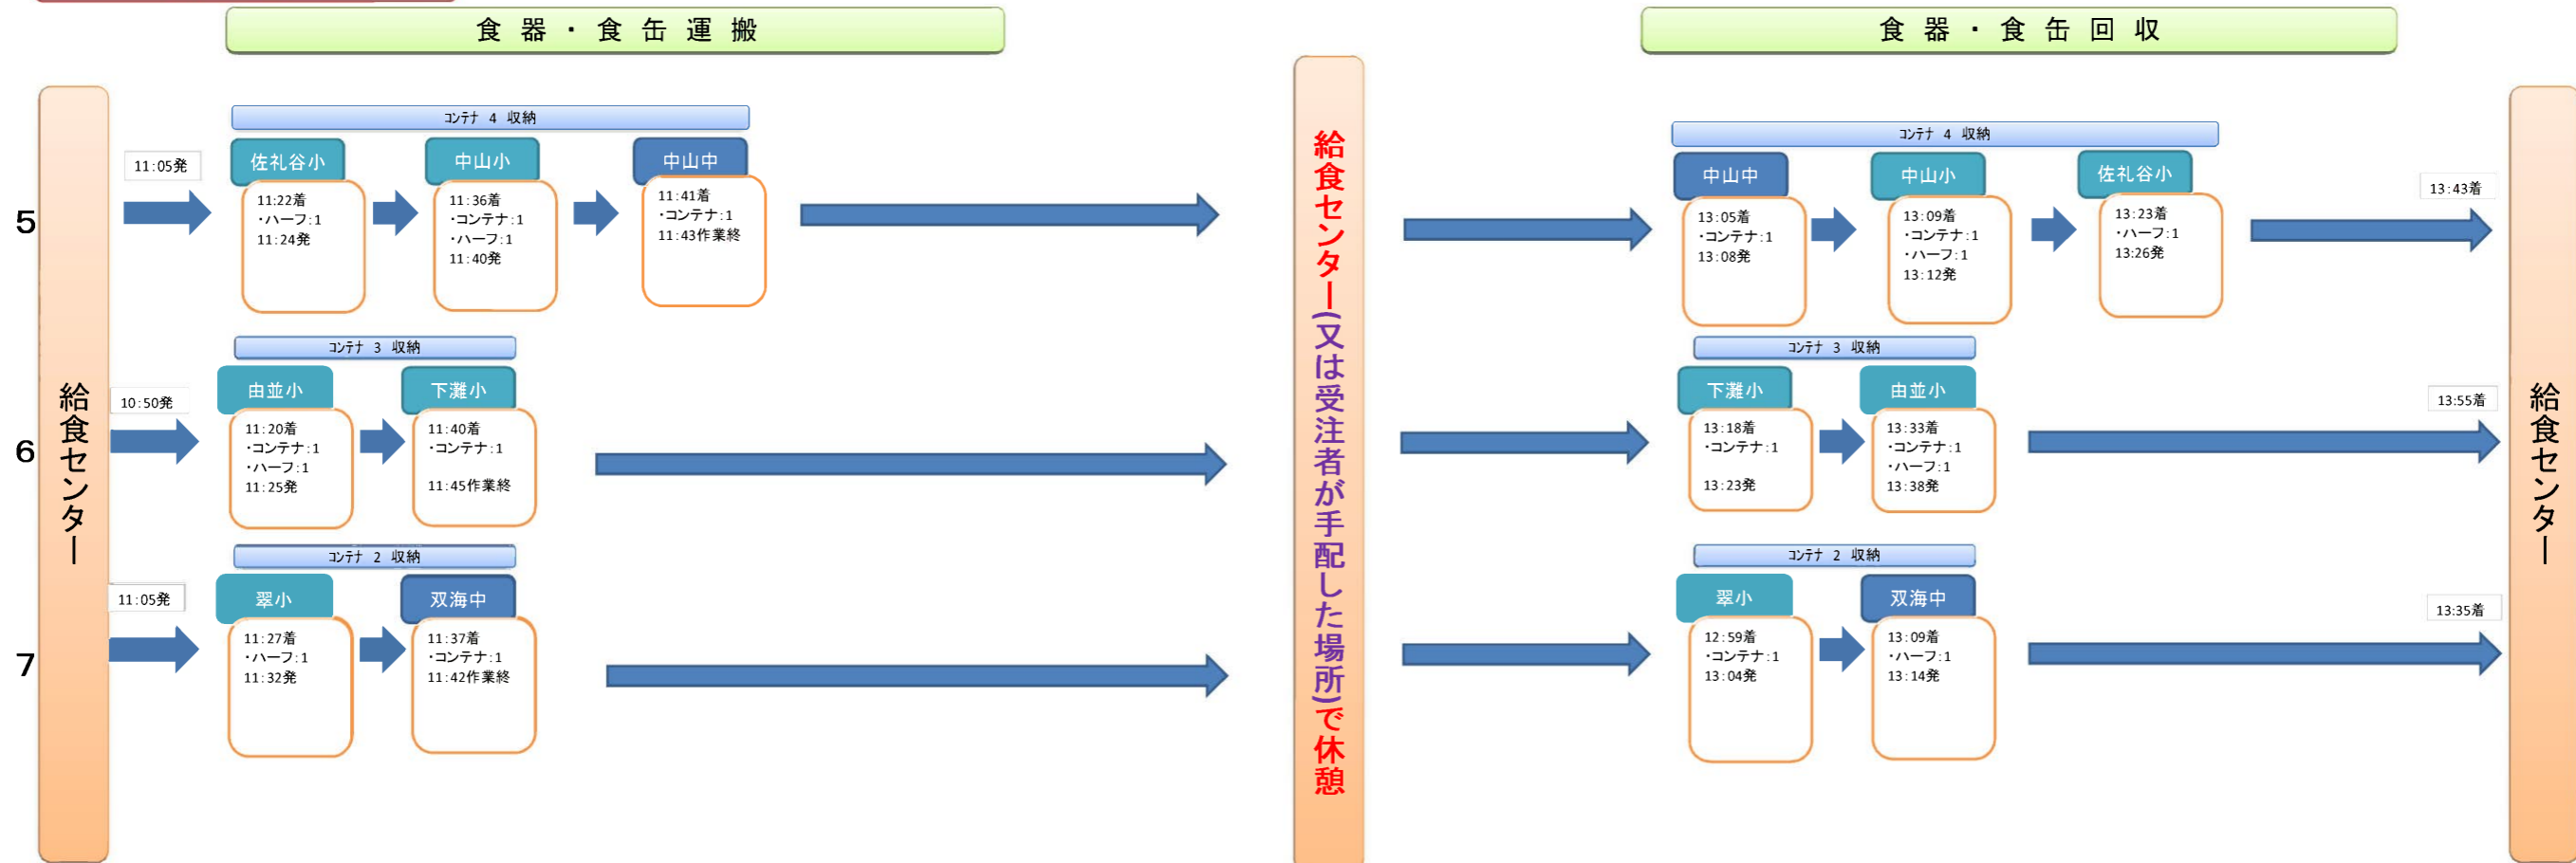 食器・食缶運搬
食器・食缶回収
給食センター
給食センター(又は受注者が手配した場所)で休憩
給食センター
5
11:05発
コンテナ 4 収納
佐礼谷小
11:22着
・ハーフ:1
11:24発
中山小
11:36着
・コンテナ:1
・ハーフ:1
11:40発
中山中
11:41着
・コンテナ:1
11:43作業終
コンテナ 4 収納
中山中
13:05着
・コンテナ:1
13:08発
中山小
13:09着
・コンテナ:1
・ハーフ:1
13:12発
佐礼谷小
13:23着
・ハーフ:1
13:26発
13:43着
6
10:50発
コンテナ 3 収納
由並小
11:20着
・コンテナ:1
・ハーフ:1
11:25発
下灘小
11:40着
・コンテナ:1
11:45作業終
コンテナ 3 収納
下灘小
13:18着
・コンテナ:1
13:23発
由並小
13:33着
・コンテナ:1
・ハーフ:1
13:38発
13:55着
7
11:05発
コンテナ 2 収納
翠小
11:27着
・ハーフ:1
11:32発
双海中
11:37着
・コンテナ:1
11:42作業終
コンテナ 2 収納
翠小
12:59着
・コンテナ:1
13:04発
双海中
13:09着
・ハーフ:1
13:14発
13:35着